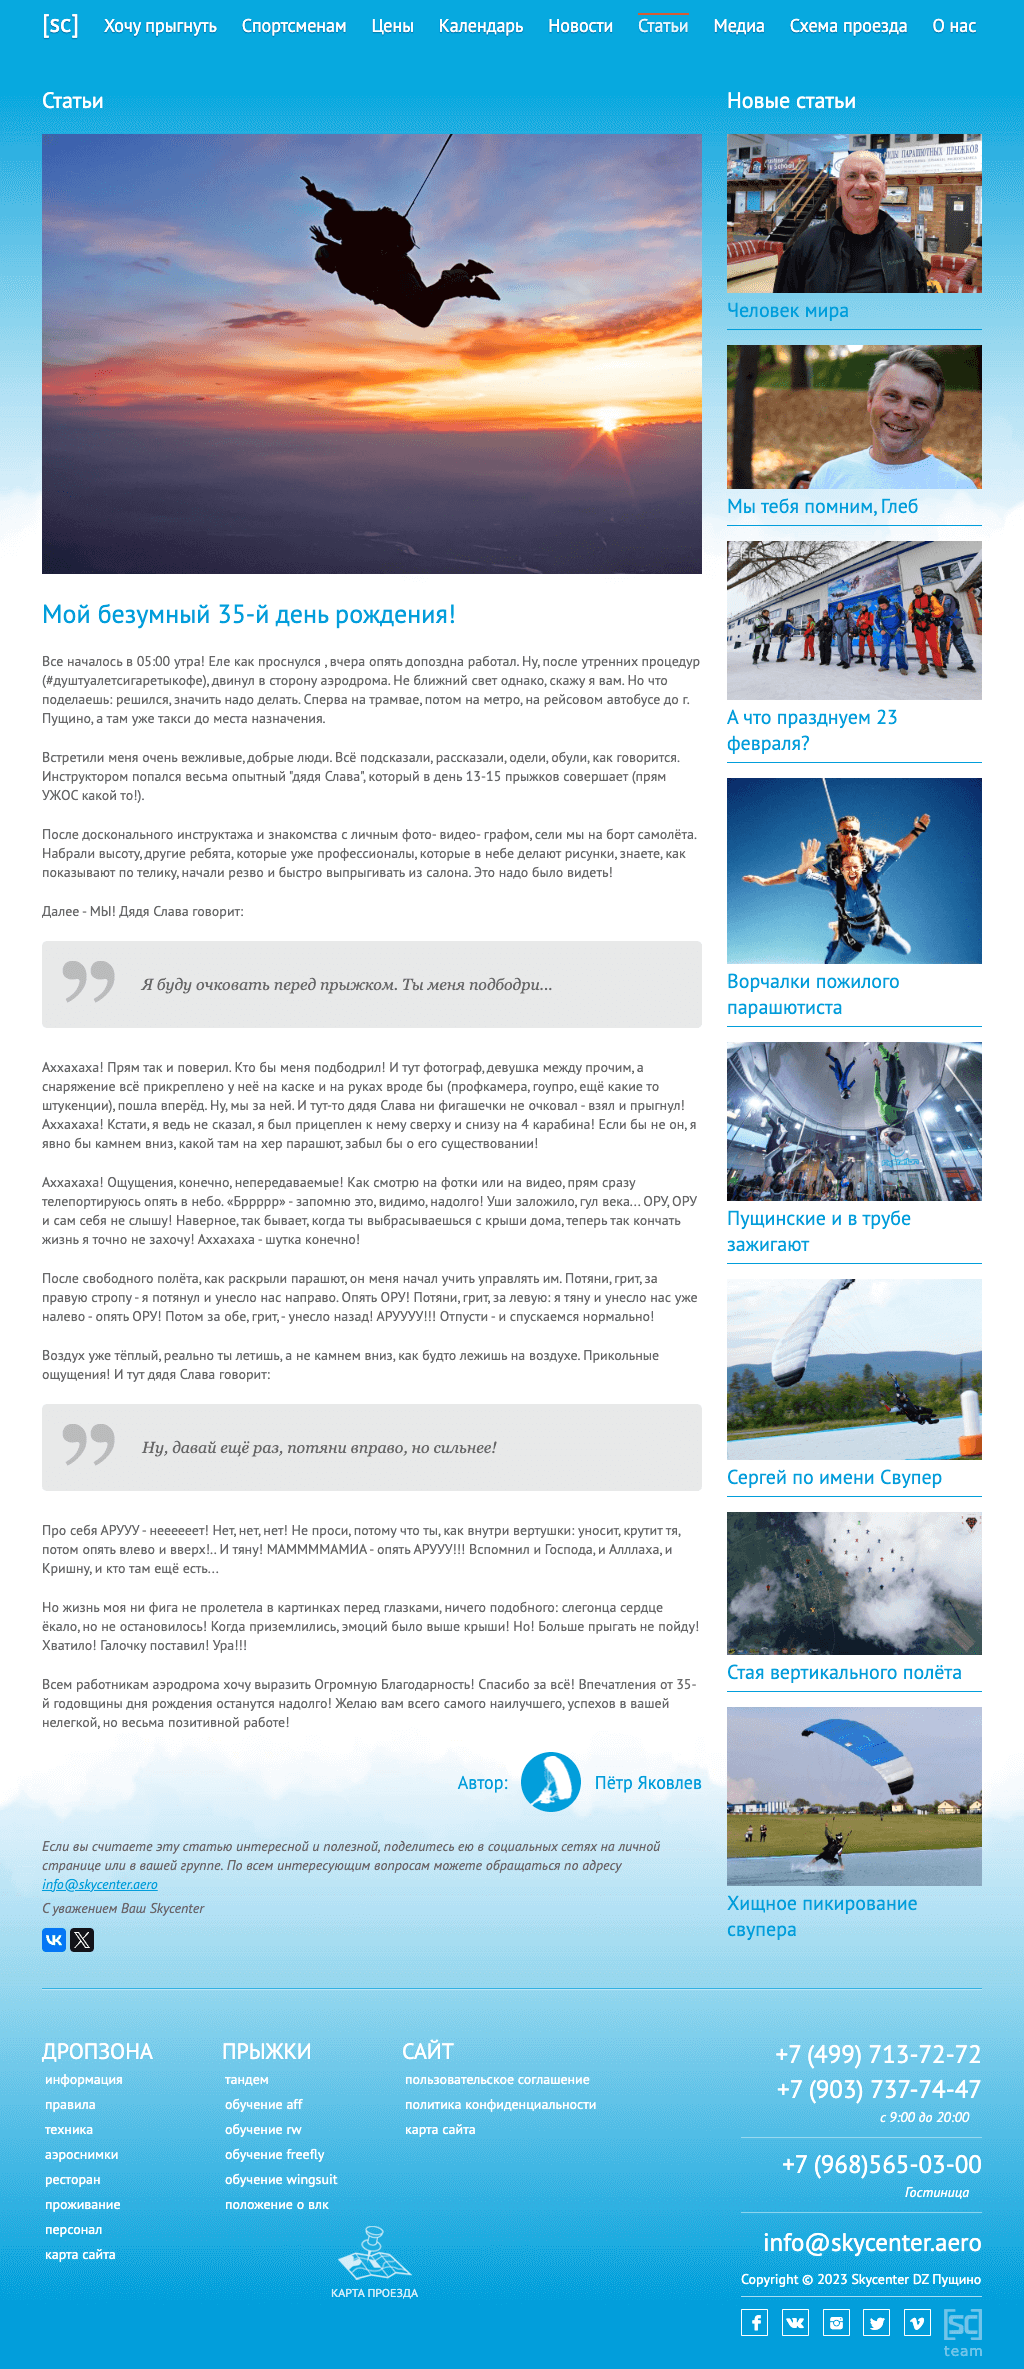 [sc] Хочу прыгнуть Спортсменам Цены Календарь Новости Статьи Медиа Схема проезда О нас
Статьи
Мой безумный 35-й день рождения!
Все началось в 05:00 утра! Еле как проснулся , вчера опять допоздна работал. Ну, после утренних процедур
(#душтуалетсигаретыкофе), двинул в сторону аэродрома. Не ближний свет однако, скажу я вам. Но что
поделаешь: решился, значить надо делать. Сперва на трамвае, потом на метро, на рейсовом автобусе до г.
Пущино, а там уже такси до места назначения.
Встретили меня очень вежливые, добрые люди. Всё подсказали, рассказали, одели, обули, как говорится.
Инструктором попался весьма опытный "дядя Слава", который в день 13-15 прыжков совершает (прям
УЖОС какой то!).
После досконального инструктажа и знакомства с личным фото- видео- графом, сели мы на борт самолёта.
Набрали высоту, другие ребята, которые уже профессионалы, которые в небе делают рисунки, знаете, как
показывают по телику, начали резво и быстро выпрыгивать из салона. Это надо было видеть!
Далее - МЫ! Дядя Слава говорит:
Я буду очковать перед прыжком. Ты меня подбодри...
Аххахаха! Прям так и поверил. Кто бы меня подбодрил! И тут фотограф, девушка между прочим, а
снаряжение всё прикреплено у неё на каске и на руках вроде бы (профкамера, гоупро, ещё какие то
штукенции), пошла вперёд. Ну, мы за ней. И тут-то дядя Слава ни фигашечки не очковал - взял и прыгнул!
Аххахаха! Кстати, я ведь не сказал, я был прицеплен к нему сверху и снизу на 4 карабина! Если бы не он, я
явно бы камнем вниз, какой там на хер парашют, забыл бы о его существовании!
Аххахаха! Ощущения, конечно, непередаваемые! Как смотрю на фотки или на видео, прям сразу
телепортируюсь опять в небо. «Бррррр» - запомню это, видимо, надолго! Уши заложило, гул века... ОРУ, ОРУ
и сам себя не слышу! Наверное, так бывает, когда ты выбрасываешься с крыши дома, теперь так кончать
жизнь я точно не захочу! Аххахаха - шутка конечно!
После свободного полёта, как раскрыли парашют, он меня начал учить управлять им. Потяни, грит, за
правую стропу - я потянул и унесло нас направо. Опять ОРУ! Потяни, грит, за левую: я тяну и унесло нас уже
налево - опять ОРУ! Потом за обе, грит, - унесло назад! АРУУУУ!!! Отпусти - и спускаемся нормально!
Воздух уже тёплый, реально ты летишь, а не камнем вниз, как будто лежишь на воздухе. Прикольные
ощущения! И тут дядя Слава говорит:
Ну, давай ещё раз, потяни вправо, но сильнее!
Про себя АРУУУ - неееееет! Нет, нет, нет! Не проси, потому что ты, как внутри вертушки: уносит, крутит тя,
потом опять влево и вверх!.. И тяну! МАММММАМИА - опять АРУУУ!!! Вспомнил и Господа, и Алллаха, и
Кришну, и кто там ещё есть...
Но жизнь моя ни фига не пролетела в картинках перед глазками, ничего подобного: слегонца сердце
ёкало, но не остановилось! Когда приземлились, эмоций было выше крыши! Но! Больше прыгать не пойду!
Хватило! Галочку поставил! Ура!!!
Всем работникам аэродрома хочу выразить Огромную Благодарность! Спасибо за всё! Впечатления от 35-
й годовщины дня рождения останутся надолго! Желаю вам всего самого наилучшего, успехов в вашей
нелегкой, но весьма позитивной работе!
Автор: Пётр Яковлев
Если вы считаете эту статью интересной и полезной, поделитесь ею в социальных сетях на личной
странице или в вашей группе. По всем интересующим вопросам можете обращаться по адресу
info@skycenter.aero
С уважением Ваш Skycenter
Новые статьи
Человек мира
Мы тебя помним, Глеб
А что празднуем 23
февраля?
Ворчалки пожилого
парашютиста
Пущинские и в трубе
зажигают
Сергей по имени Свупер
Стая вертикального полёта
Хищное пикирование
свупера
ДРОПЗОНА
информация
правила
техника
аэроснимки
ресторан
проживание
персонал
карта сайта
ПРЫЖКИ
тандем
обучение aff
обучение rw
обучение freefly
обучение wingsuit
положение о влк
САЙТ
пользовательское соглашение
политика конфиденциальности
карта сайта
КАРТА ПРОЕЗДА
+7 (499) 713-72-72
+7 (903) 737-74-47
с 9:00 до 20:00
+7 (968)565-03-00
Гостиница
info@skycenter.aero
Copyright © 2023 Skycenter DZ Пущино
[sc]
team